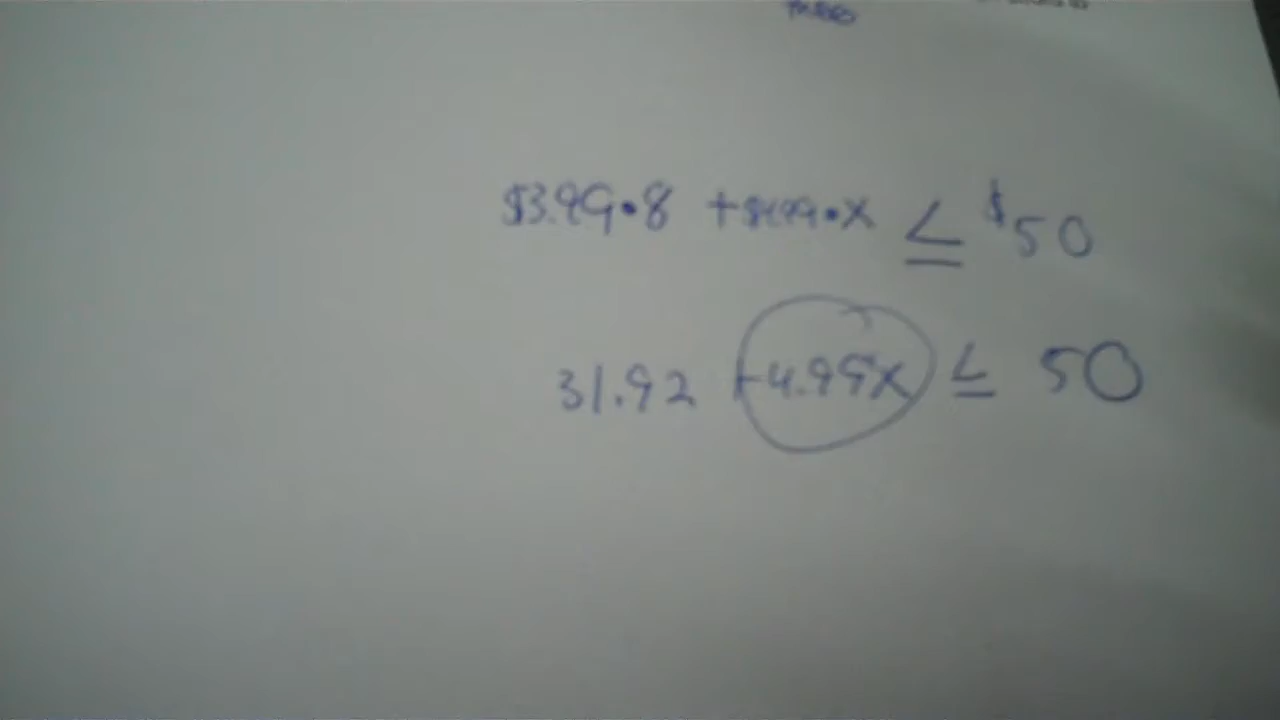 $3.99•8 +$4.99•x ≤ $50
31.92 +4.99x ≤ 50